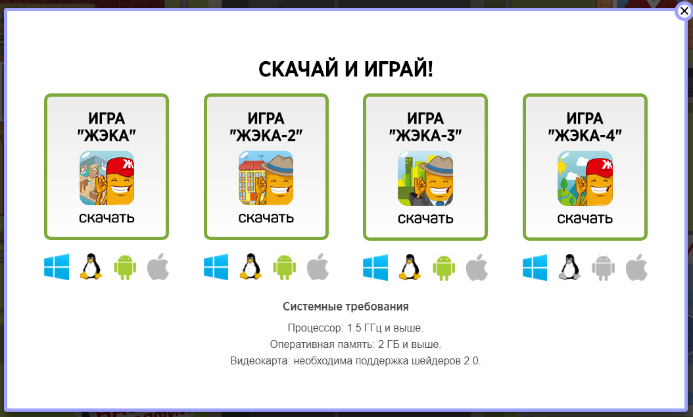 СКАЧАЙ И ИГРАЙ!
ИГРА
"ЖЭКА"
скачать
ИГРА
"ЖЭКА-2"
скачать
ИГРА
"ЖЭКА-3"
скачать
ИГРА
"ЖЭКА-4"
скачать
Системные требования
Процессор: 1.5 ГГц и выше.
Оперативная память: 2 ГБ и выше.
Видеокарта: необходима поддержка шейдеров 2.0.